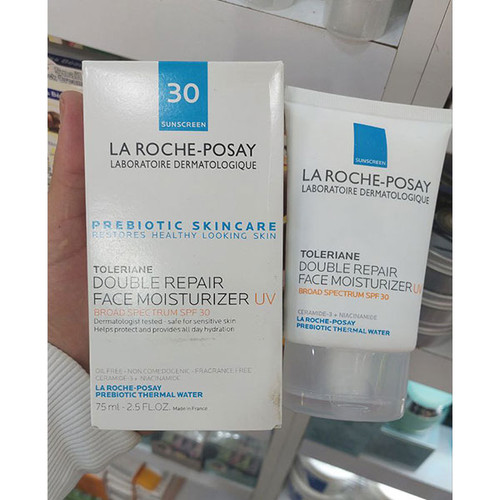 30
SUNSCREEN
LA ROCHE-POSAY
LABORATOIRE DERMATOLOGIQUE
PREBIOTIC SKINCARE
RESTORES HEALTHY LOOKING SKIN
TOLERIANE
DOUBLE REPAIR
FACE MOISTURIZER UV
BROAD SPECTRUM SPF 30
Dermatologist tested - safe for sensitive skin
Helps protect and provides all day hydration
OIL FREE - NON COMEDOGENIC - FRAGRANCE FREE
CERAMIDE-3 + NIACINAMIDE
LA ROCHE-POSAY
PREBIOTIC THERMAL WATER
75 ml - 2.5 FL.OZ. Made in France
SUNSCREEN
LA ROCHE-POSAY
LABORATOIRE DERMATOLOGIQUE
TOLERIANE
DOUBLE REPAIR
FACE MOISTURIZER UV
BROAD SPECTRUM SPF 30
CERAMIDE-3 + NIACINAMIDE
LA ROCHE-POSAY
PREBIOTIC THERMAL WATER